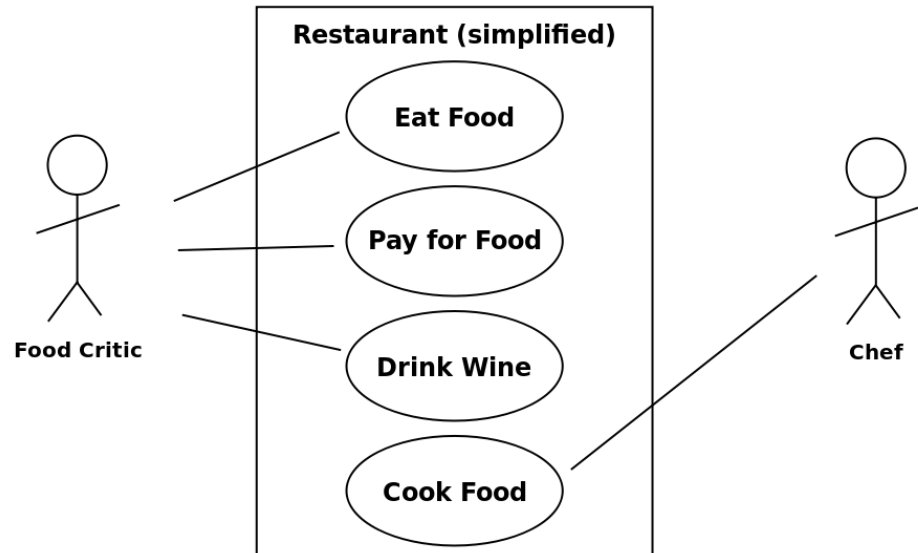 Restaurant (simplified)
Eat Food
Pay for Food
Drink Wine
Cook Food
Food Critic
Chef